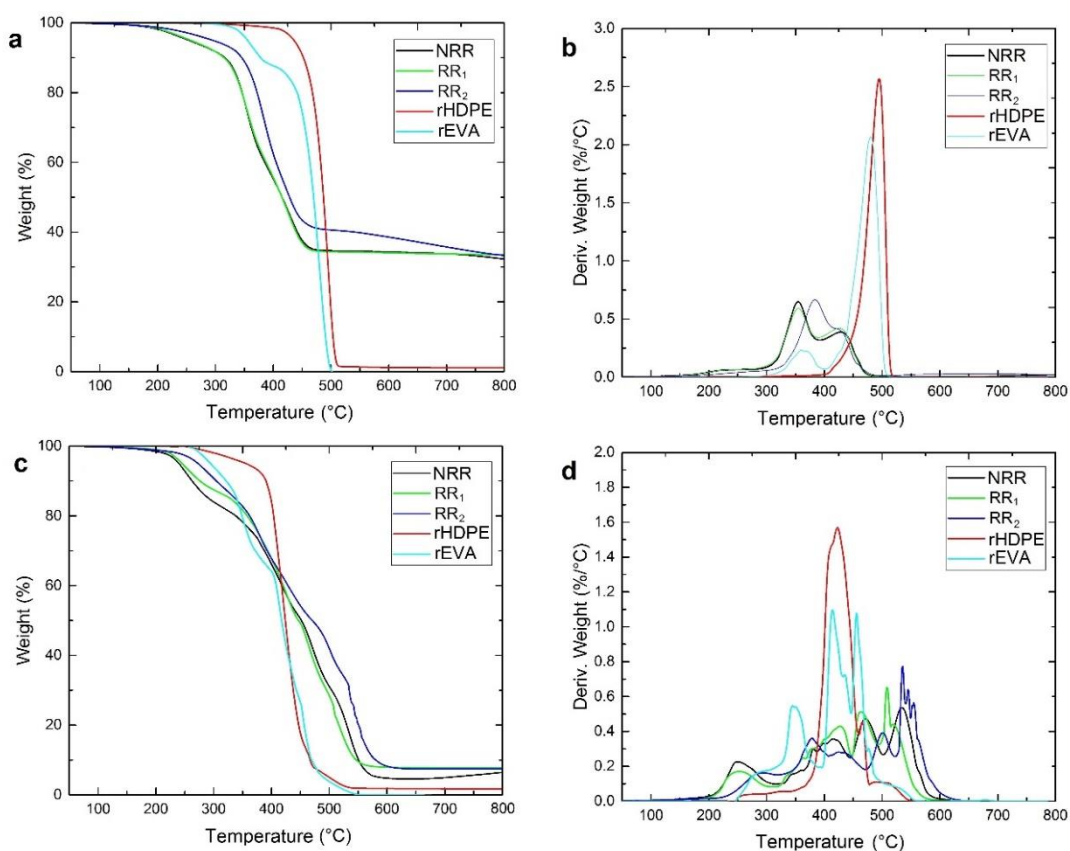 a
Weight (%)
100
80
60
40
20
0
NRR
RR₁
RR₂
rHDPE
rEVA
100 200 300 400 500 600 700 800
Temperature (°C)
b
Deriv. Weight (%/°C)
3.0
2.5
2.0
1.5
1.0
0.5
0.0
NRR
RR₁
RR₂
rHDPE
rEVA
100 200 300 400 500 600 700 800
Temperature (°C)
c
Weight (%)
100
80
60
40
20
0
NRR
RR₁
RR₂
rHDPE
rEVA
100 200 300 400 500 600 700 800
Temperature (°C)
d
Deriv. Weight (%/°C)
2.0
1.8
1.6
1.4
1.2
1.0
0.8
0.6
0.4
0.2
0.0
NRR
RR₁
RR₂
rHDPE
rEVA
100 200 300 400 500 600 700 800
Temperature (°C)